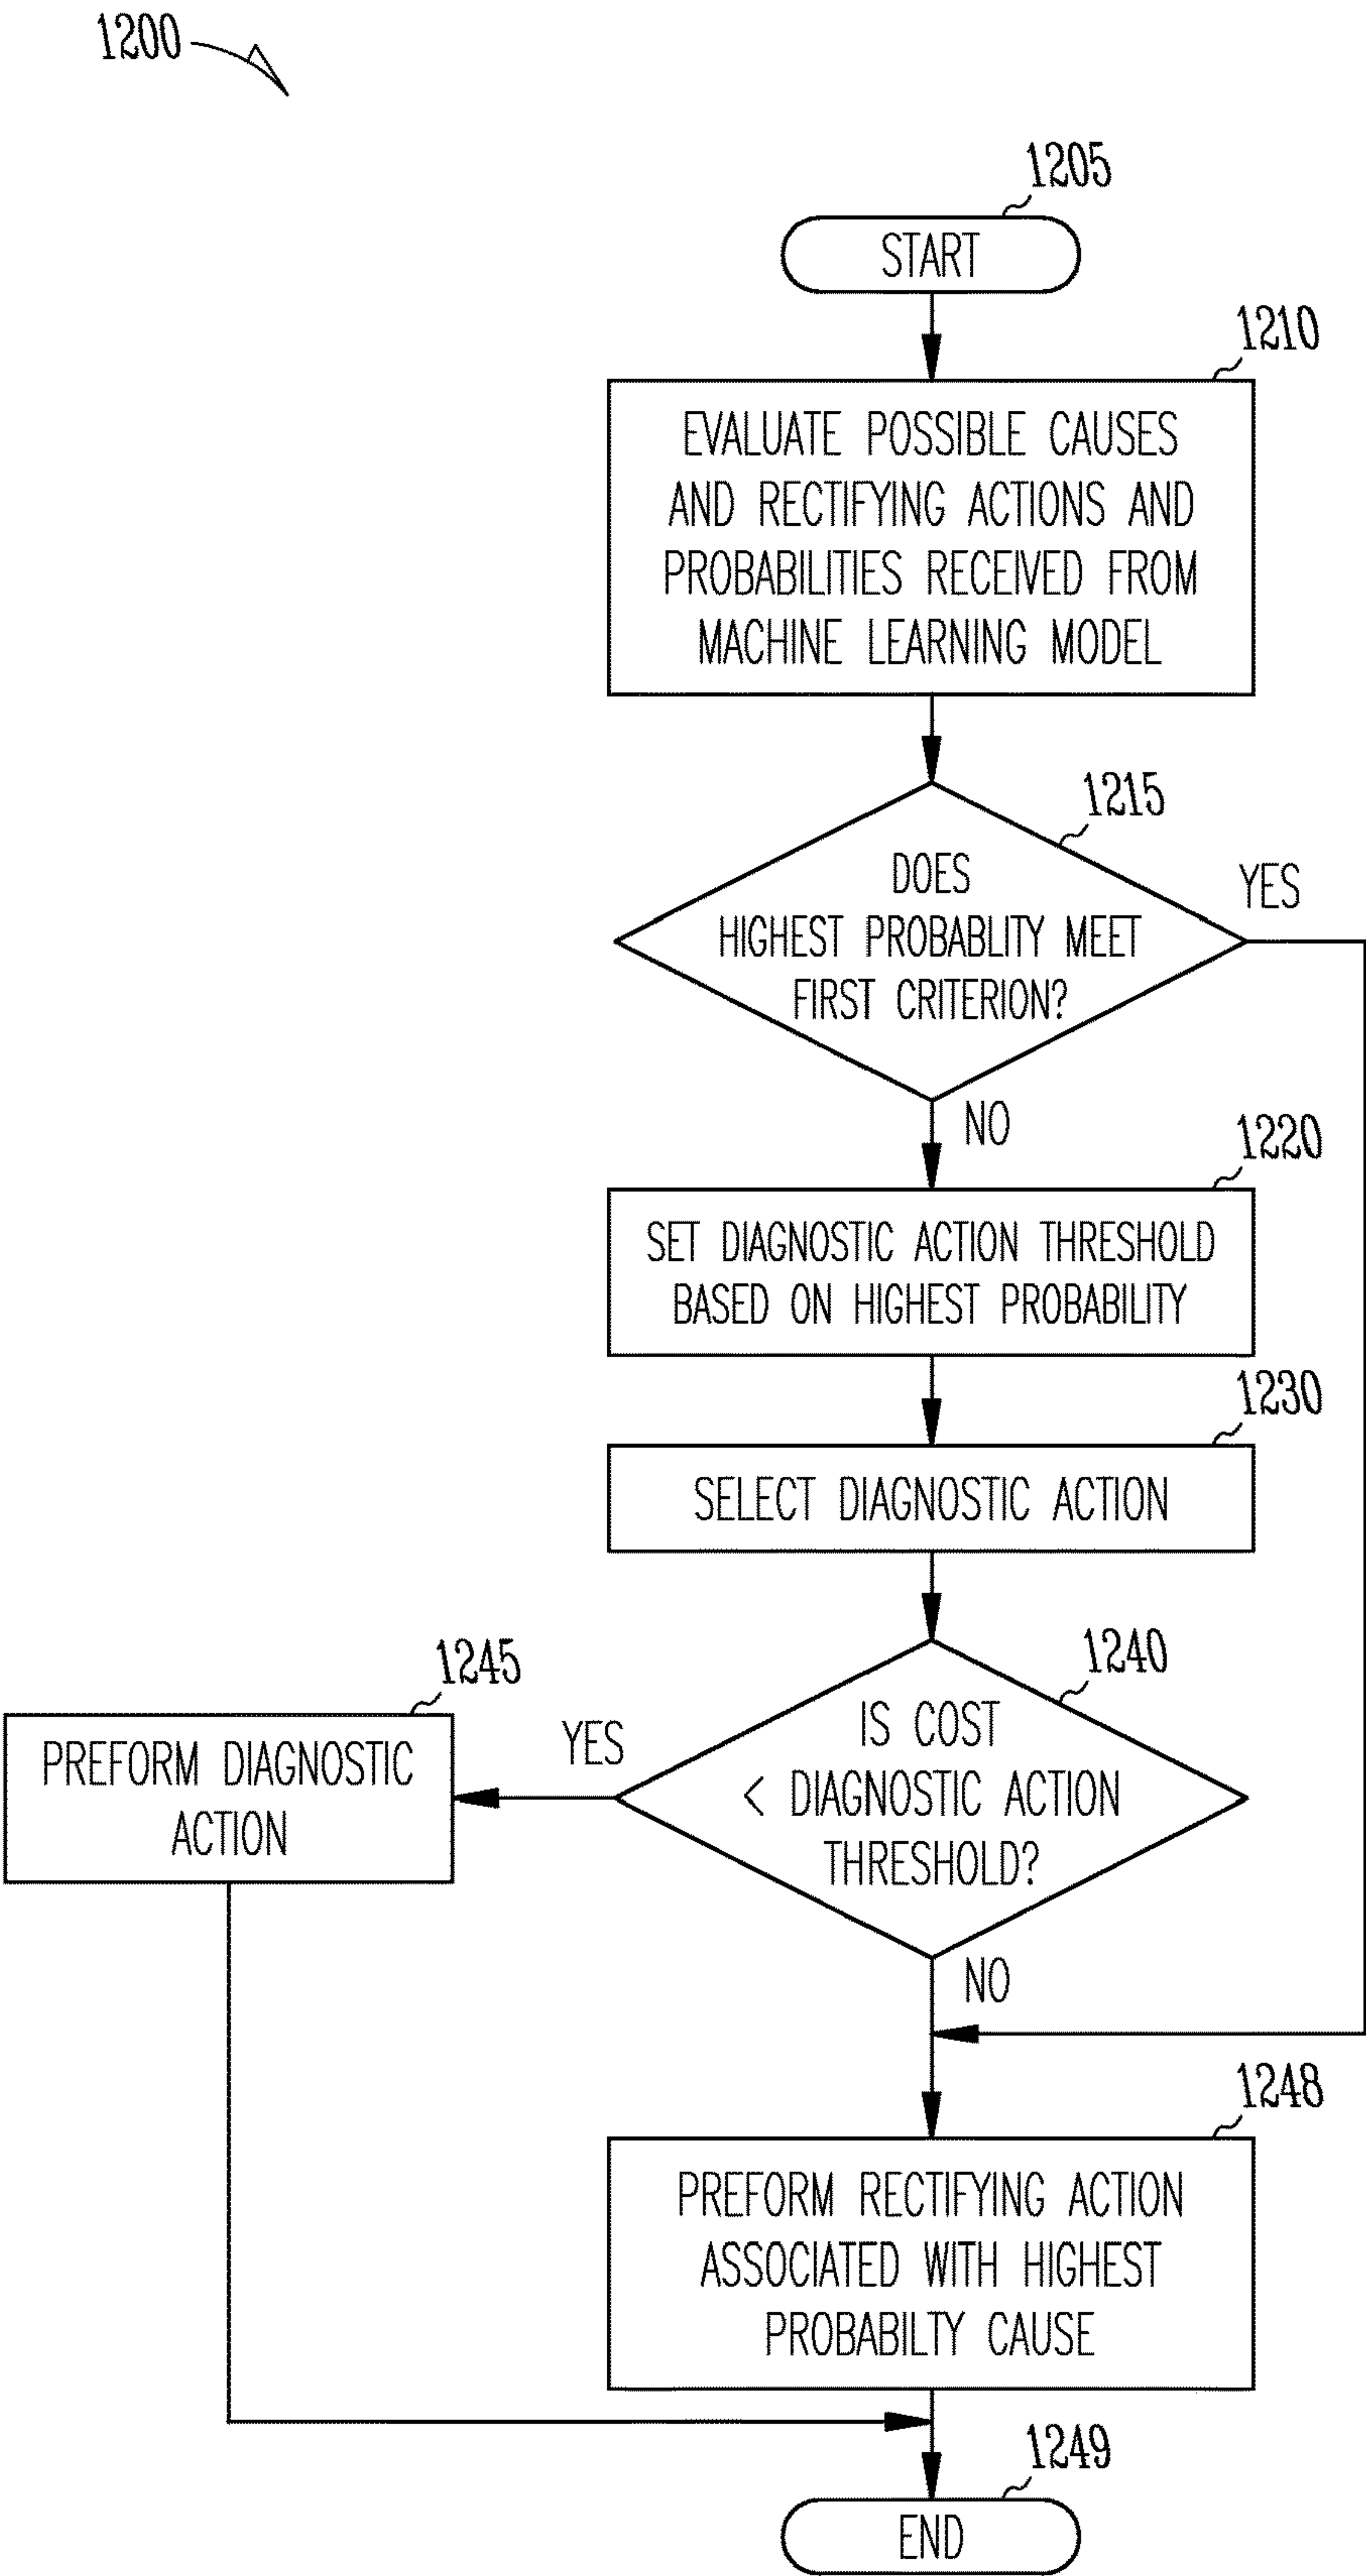 1200
1205
START
1210
EVALUATE POSSIBLE CAUSES
AND RECTIFYING ACTIONS AND
PROBABILITIES RECEIVED FROM
MACHINE LEARNING MODEL
1215
DOES
HIGHEST PROBABLITY MEET
FIRST CRITERION?
YES
NO
1220
SET DIAGNOSTIC ACTION THRESHOLD
BASED ON HIGHEST PROBABILITY
1230
SELECT DIAGNOSTIC ACTION
1240
IS COST
< DIAGNOSTIC ACTION
THRESHOLD?
YES
1245
PREFORM DIAGNOSTIC
ACTION
NO
1248
PREFORM RECTIFYING ACTION
ASSOCIATED WITH HIGHEST
PROBABILTY CAUSE
1249
END